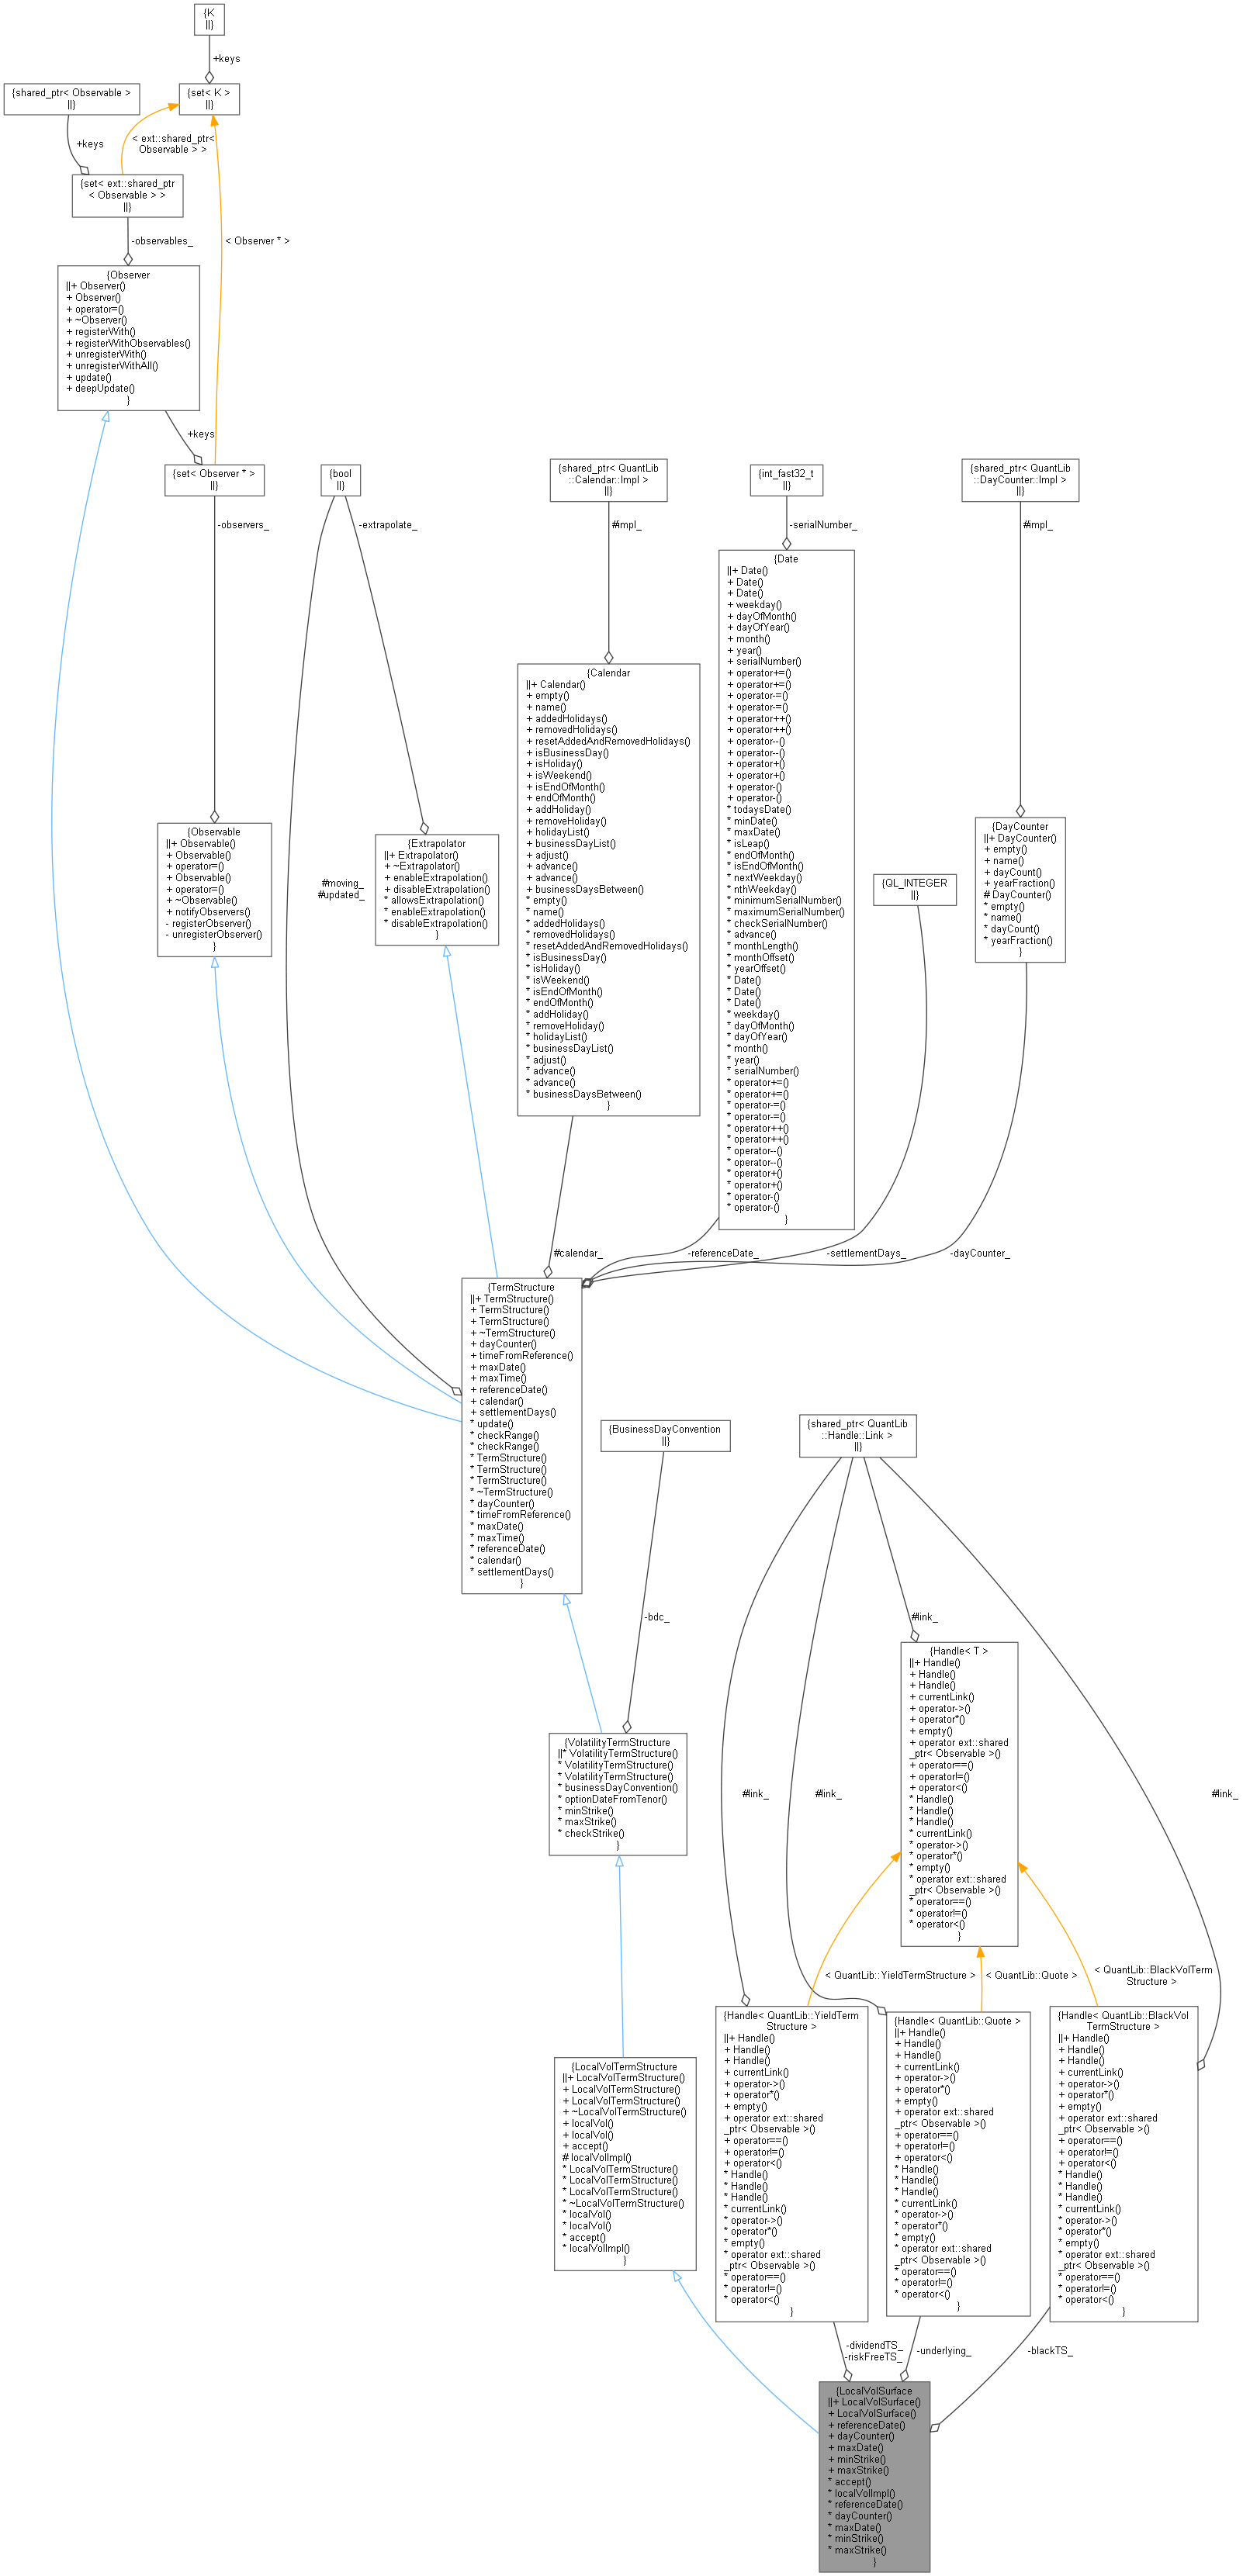 {K
||}
+keys
{shared_ptr< Observable >
||}
{set< K >
||}
+keys
< ext::shared_ptr<
Observable > >
{set< ext::shared_ptr
< Observable > >
||}
-observables_
< Observer * >
{Observer
||+ Observer()
+ Observer()
+ operator=()
+ ~Observer()
+ registerWith()
+ registerWithObservables()
+ unregisterWith()
+ unregisterWithAll()
+ update()
+ deepUpdate()
}
+keys
{set< Observer * >
||}
{bool
||}
{shared_ptr< QuantLib
::Calendar::Impl >
||}
{int_fast32_t
||}
{shared_ptr< QuantLib
::DayCounter::Impl >
||}
-observers_
-extrapolate_
#impl_
-serialNumber_
#impl_
{Date
||+ Date()
+ Date()
+ Date()
+ weekday()
+ dayOfMonth()
+ dayOfYear()
+ month()
+ year()
+ serialNumber()
+ operator+=()
+ operator+=()
+ operator-=()
+ operator-=()
+ operator++()
+ operator++()
+ operator--()
+ operator--()
+ operator+()
+ operator+()
+ operator-()
+ operator-()
* todaysDate()
* minDate()
* maxDate()
* isLeap()
* endOfMonth()
* isEndOfMonth()
* nextWeekday()
* nthWeekday()
* minimumSerialNumber()
* maximumSerialNumber()
* checkSerialNumber()
* advance()
* monthLength()
* monthOffset()
* yearOffset()
* Date()
* Date()
* Date()
* weekday()
* dayOfMonth()
* dayOfYear()
* month()
* year()
* serialNumber()
* operator+=()
* operator+=()
* operator-=()
* operator-=()
* operator++()
* operator++()
* operator--()
* operator--()
* operator+()
* operator+()
* operator-()
* operator-()
}
{Calendar
||+ Calendar()
+ empty()
+ name()
+ addedHolidays()
+ removedHolidays()
+ resetAddedAndRemovedHolidays()
+ isBusinessDay()
+ isHoliday()
+ isWeekend()
+ isEndOfMonth()
+ endOfMonth()
+ addHoliday()
+ removeHoliday()
+ holidayList()
+ businessDayList()
+ adjust()
+ advance()
+ advance()
+ businessDaysBetween()
* empty()
* name()
* addedHolidays()
* removedHolidays()
* resetAddedAndRemovedHolidays()
* isBusinessDay()
* isHoliday()
* isWeekend()
* isEndOfMonth()
* endOfMonth()
* addHoliday()
* removeHoliday()
* holidayList()
* businessDayList()
* adjust()
* advance()
* advance()
* businessDaysBetween()
}
{Observable
||+ Observable()
+ Observable()
+ operator=()
+ Observable()
+ operator=()
+ ~Observable()
+ notifyObservers()
- registerObserver()
- unregisterObserver()
}
#moving_
#updated_
{Extrapolator
||+ Extrapolator()
+ ~Extrapolator()
+ enableExtrapolation()
+ disableExtrapolation()
* allowsExtrapolation()
* enableExtrapolation()
* disableExtrapolation()
}
{QL_INTEGER
||}
{DayCounter
||+ DayCounter()
+ empty()
+ name()
+ dayCount()
+ yearFraction()
# DayCounter()
* empty()
* name()
* dayCount()
* yearFraction()
}
#calendar_
-referenceDate_
-settlementDays_
-dayCounter_
{TermStructure
||+ TermStructure()
+ TermStructure()
+ TermStructure()
+ ~TermStructure()
+ dayCounter()
+ timeFromReference()
+ maxDate()
+ maxTime()
+ referenceDate()
+ calendar()
+ settlementDays()
* update()
* checkRange()
* checkRange()
* TermStructure()
* TermStructure()
* TermStructure()
* ~TermStructure()
* dayCounter()
* timeFromReference()
* maxDate()
* maxTime()
* referenceDate()
* calendar()
* settlementDays()
}
{BusinessDayConvention
||}
{shared_ptr< QuantLib
::Handle::Link >
||}
-bdc_
#link_
{Handle< T >
||+ Handle()
+ Handle()
+ Handle()
+ currentLink()
+ operator->()
+ operator*()
+ empty()
+ operator ext::shared
_ptr< Observable >()
+ operator==()
+ operator!=()
+ operator<()
* Handle()
* Handle()
* Handle()
* currentLink()
* operator->()
* operator*()
* empty()
* operator ext::shared
_ptr< Observable >()
* operator==()
* operator!=()
* operator<()
}
{VolatilityTermStructure
||* VolatilityTermStructure()
* VolatilityTermStructure()
* VolatilityTermStructure()
* businessDayConvention()
* optionDateFromTenor()
* minStrike()
* maxStrike()
* checkStrike()
}
#link_
#link_
#link_
< QuantLib::YieldTermStructure >
< QuantLib::Quote >
< QuantLib::BlackVolTerm
Structure >
{LocalVolTermStructure
||+ LocalVolTermStructure()
+ LocalVolTermStructure()
+ LocalVolTermStructure()
+ ~LocalVolTermStructure()
+ localVol()
+ localVol()
+ accept()
# localVolImpl()
* LocalVolTermStructure()
* LocalVolTermStructure()
* LocalVolTermStructure()
* ~LocalVolTermStructure()
* localVol()
* localVol()
* accept()
* localVolImpl()
}
{Handle< QuantLib::YieldTerm
Structure >
||+ Handle()
+ Handle()
+ Handle()
+ currentLink()
+ operator->()
+ operator*()
+ empty()
+ operator ext::shared
_ptr< Observable >()
+ operator==()
+ operator!=()
+ operator<()
* Handle()
* Handle()
* Handle()
* currentLink()
* operator->()
* operator*()
* empty()
* operator ext::shared
_ptr< Observable >()
* operator==()
* operator!=()
* operator<()
}
{Handle< QuantLib::Quote >
||+ Handle()
+ Handle()
+ Handle()
+ currentLink()
+ operator->()
+ operator*()
+ empty()
+ operator ext::shared
_ptr< Observable >()
+ operator==()
+ operator!=()
+ operator<()
* Handle()
* Handle()
* Handle()
* currentLink()
* operator->()
* operator*()
* empty()
* operator ext::shared
_ptr< Observable >()
* operator==()
* operator!=()
* operator<()
}
{Handle< QuantLib::BlackVol
TermStructure >
||+ Handle()
+ Handle()
+ Handle()
+ currentLink()
+ operator->()
+ operator*()
+ empty()
+ operator ext::shared
_ptr< Observable >()
+ operator==()
+ operator!=()
+ operator<()
* Handle()
* Handle()
* Handle()
* currentLink()
* operator->()
* operator*()
* empty()
* operator ext::shared
_ptr< Observable >()
* operator==()
* operator!=()
* operator<()
}
-dividendTS_
-riskFreeTS_
-underlying_
-blackTS_
{LocalVolSurface
||+ LocalVolSurface()
+ LocalVolSurface()
+ referenceDate()
+ dayCounter()
+ maxDate()
+ minStrike()
+ maxStrike()
* accept()
* localVolImpl()
* referenceDate()
* dayCounter()
* maxDate()
* minStrike()
* maxStrike()
}